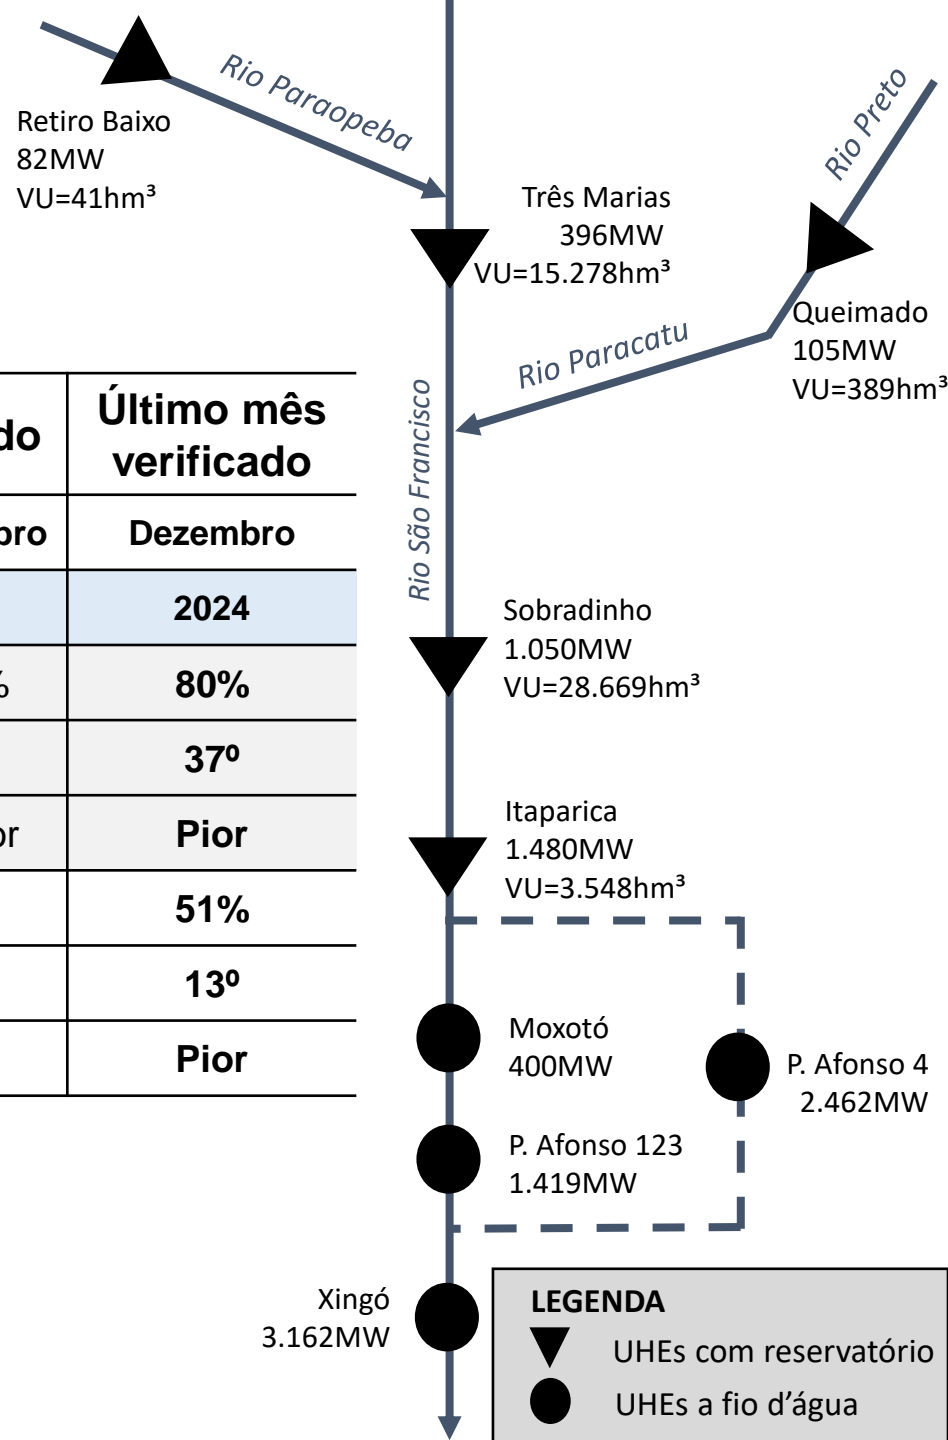 Rio Paraopeba
Rio Preto
Retiro Baixo
82MW
VU=41hm³
Três Marias
396MW
VU=15.278hm³
Queimado
105MW
VU=389hm³
Rio Paracatu
Rio São Francisco
do
Último mês
verificado
bro
Dezembro
2024
%
80%
37º
or
Pior
51%
13º
Pior
Sobradinho
1.050MW
VU=28.669hm³
Itaparica
1.480MW
VU=3.548hm³
Moxotó
400MW
P. Afonso 4
2.462MW
P. Afonso 123
1.419MW
Xingó
3.162MW
LEGENDA
UHEs com reservatório
UHEs a fio d'água